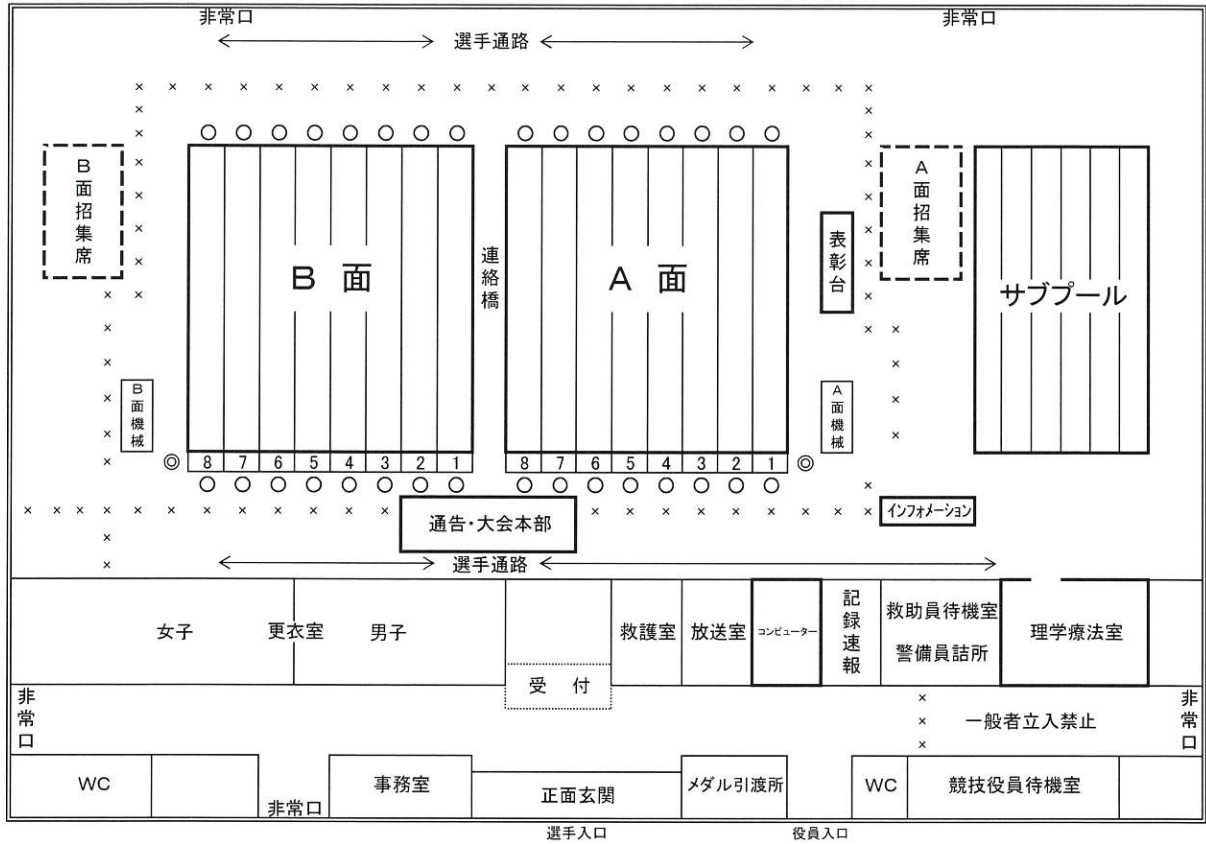 非常口
非常口
選手通路
B面招集席
A面招集席
表彰台
B 面
連絡橋
A 面
サブプール
B面機械
A面機械
8 7 6 5 4 3 2 1
8 7 6 5 4 3 2 1
通告・大会本部
インフォメーション
選手通路
女子
更衣室
男子
救護室
放送室
コンピューター
記録速報
救助員待機室
警備員詰所
理学療法室
受 付
非常口
一般者立入禁止
非常口
WC
非常口
事務室
正面玄関
メダル引渡所
WC
競技役員待機室
選手入口
役員入口